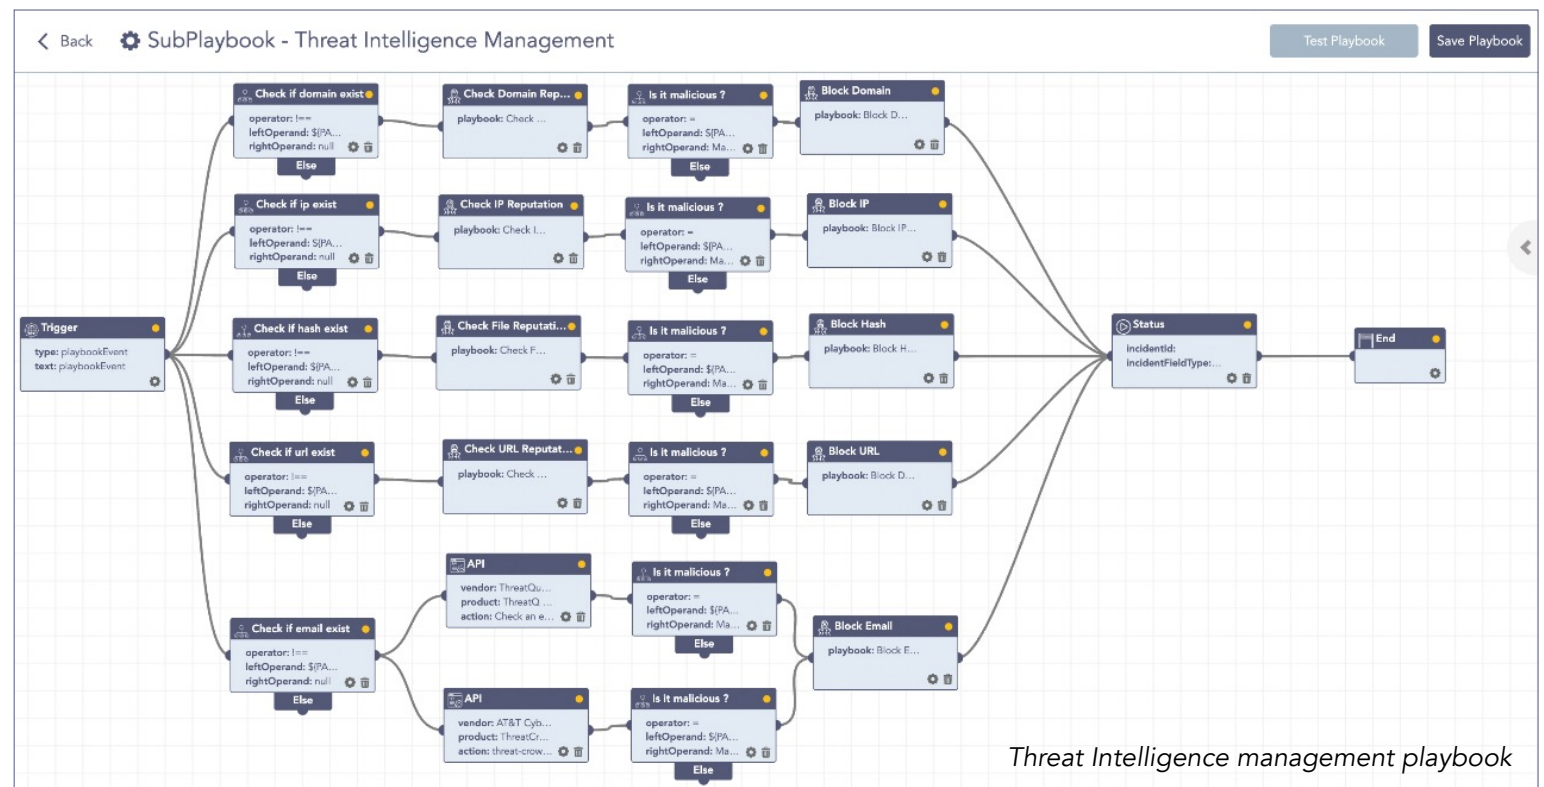 Back
SubPlaybook - Threat Intelligence Management
Test Playbook
Save Playbook
Check if domain exist
operator: !==
leftOperand: ${PA...
rightOperand: null
Else
Check Domain Rep...
playbook: Check ...
Is it malicious ?
operator: =
leftOperand: ${PA...
rightOperand: Ma...
Else
Block Domain
playbook: Block D...
Check if ip exist
operator: !==
leftOperand: ${PA...
rightOperand: null
Else
Check IP Reputation
playbook: Check I...
Is it malicious ?
operator: =
leftOperand: ${PA...
rightOperand: Ma...
Else
Block IP
playbook: Block IP...
Trigger
type: playbookEvent
text: playbookEvent
Check if hash exist
operator: !==
leftOperand: ${PA...
rightOperand: null
Else
Check File Reputati...
playbook: Check F...
Is it malicious ?
operator: =
leftOperand: ${PA...
rightOperand: Ma...
Else
Block Hash
playbook: Block H...
Status
incidentId:
incidentFieldType:...
End
Check if url exist
operator: !==
leftOperand: ${PA...
rightOperand: null
Else
Check URL Reputat...
playbook: Check ...
Is it malicious ?
operator: =
leftOperand: ${PA...
rightOperand: Ma...
Else
Block URL
playbook: Block D...
Check if email exist
operator: !==
leftOperand: ${PA...
rightOperand: null
Else
API
vendor: ThreatQu...
product: ThreatQ ...
action: Check an e...
Is it malicious ?
operator: =
leftOperand: ${PA...
rightOperand: Ma...
Else
Block Email
playbook: Block E...
API
vendor: AT&T Cyb...
product: ThreatCr...
action: threat-crow...
Is it malicious ?
operator: =
leftOperand: ${PA...
rightOperand: Ma...
Else
Threat Intelligence management playbook